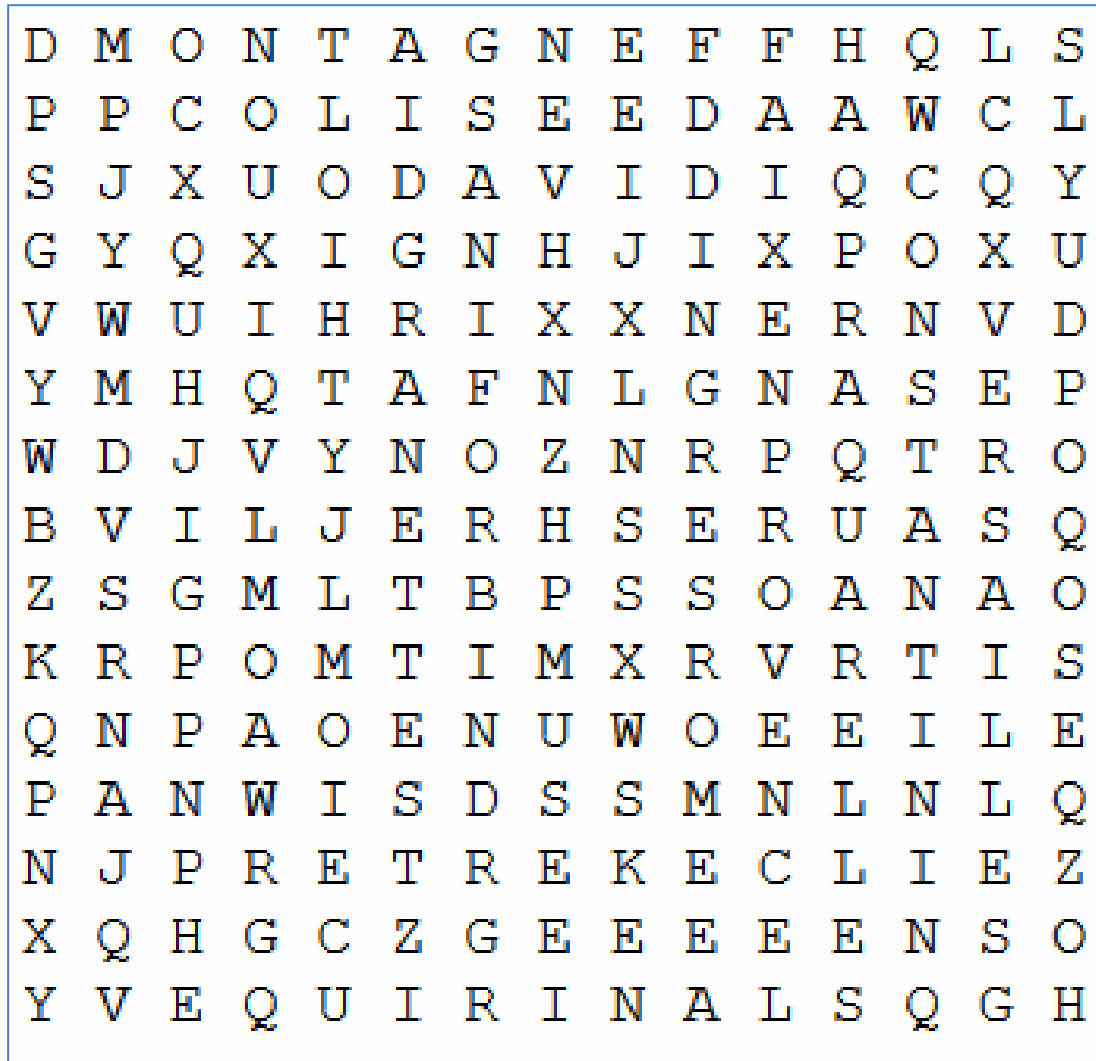 D M O N T A G N E F F H Q L S
P P C O L I S E E D A A W C L
S J X U O D A V I D I Q C Q Y
G Y Q X I G N H J I X P O X U
V W U I H R I X X N E R N V D
Y M H Q T A F N L G N A S E P
W D J V Y N O Z N R P Q T R O
B V I L J E R H S E R U A S Q
Z S G M L T B P S S O A N A O
K R P O M T I M X R V R T I S
Q N P A O E N U W O E E I L E
P A N W I S D S S M N L N L Q
N J P R E T R E K E C L I E Z
X Q H G C Z G E E E E E N S O
Y V E Q U I R I N A L S Q G H